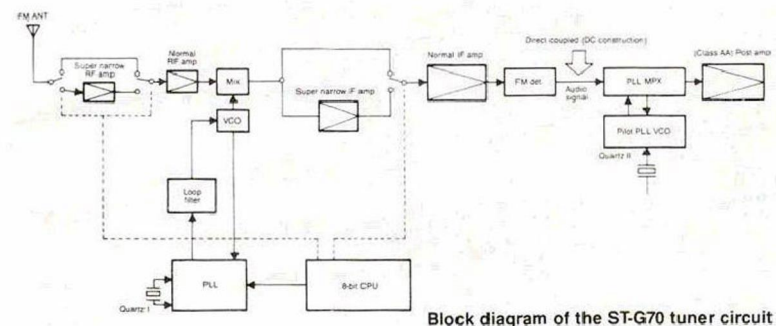 FM ANT
Super narrow
RF amp
Normal
RF amp
Mix
VCO
Loop
filter
PLL
Quartz I
8-bit CPU
Super narrow IF amp
Normal IF amp
Direct coupled (DC construction)
FM det.
Audio
signal
PLL MPX
(Class AA) Post amp
Pilot PLL VCO
Quartz II
Block diagram of the ST-G70 tuner circuit